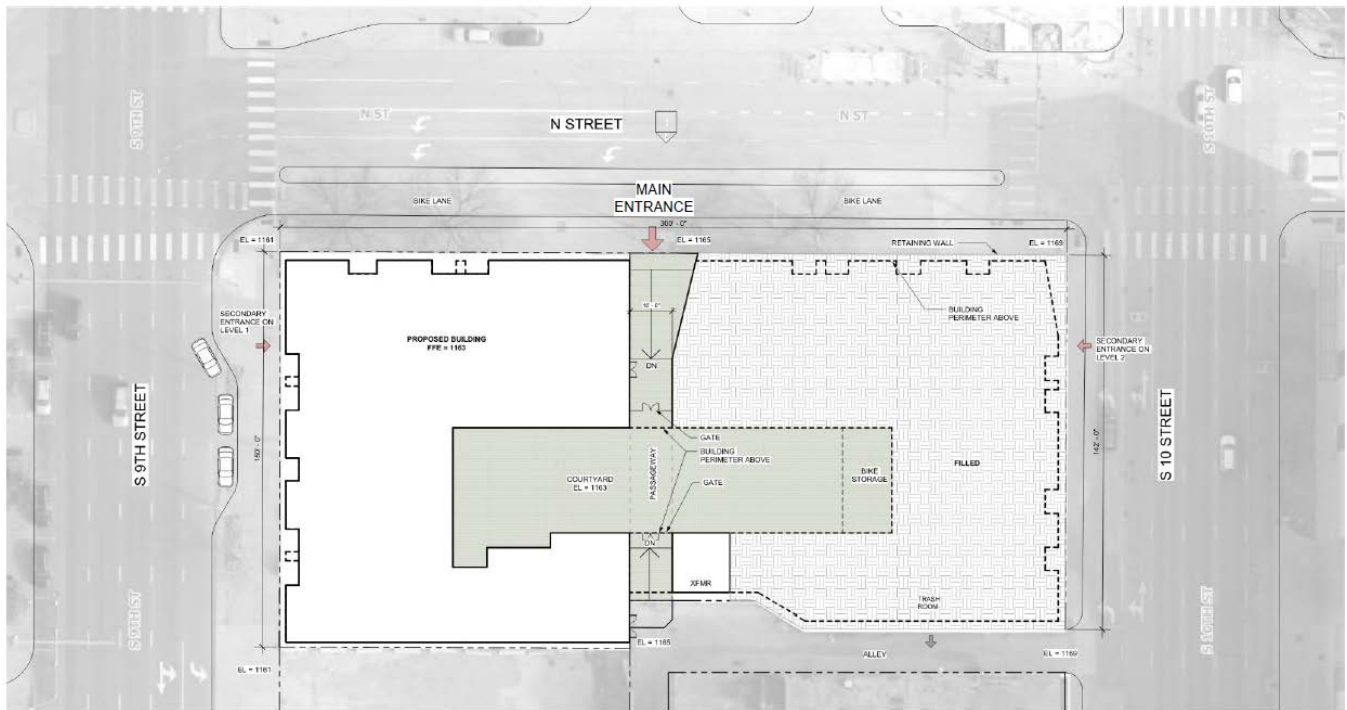 N ST
N STREET
N ST
S 9TH ST
S 10TH ST
MAIN
ENTRANCE
BIKE LANE
BIKE LANE
300' - 0"
EL = 1161
EL = 1165
RETAINING WALL
EL = 1169
SECONDARY
ENTRANCE ON
LEVEL 1
PROPOSED BUILDING
FFE = 1163
BUILDING
PERIMETER ABOVE
SECONDARY
ENTRANCE ON
LEVEL 2
DN
GATE
BUILDING
PERIMETER ABOVE
S 9TH STREET
150' - 0"
COURTYARD
EL = 1163
PASSAGEWAY
GATE
BIKE
STORAGE
FILLED
142' - 0"
S 10 STREET
DN
XFMR
TRASH
ROOM
S 9TH ST
S 10TH ST
EL = 1161
EL = 1165
ALLEY
EL = 1169